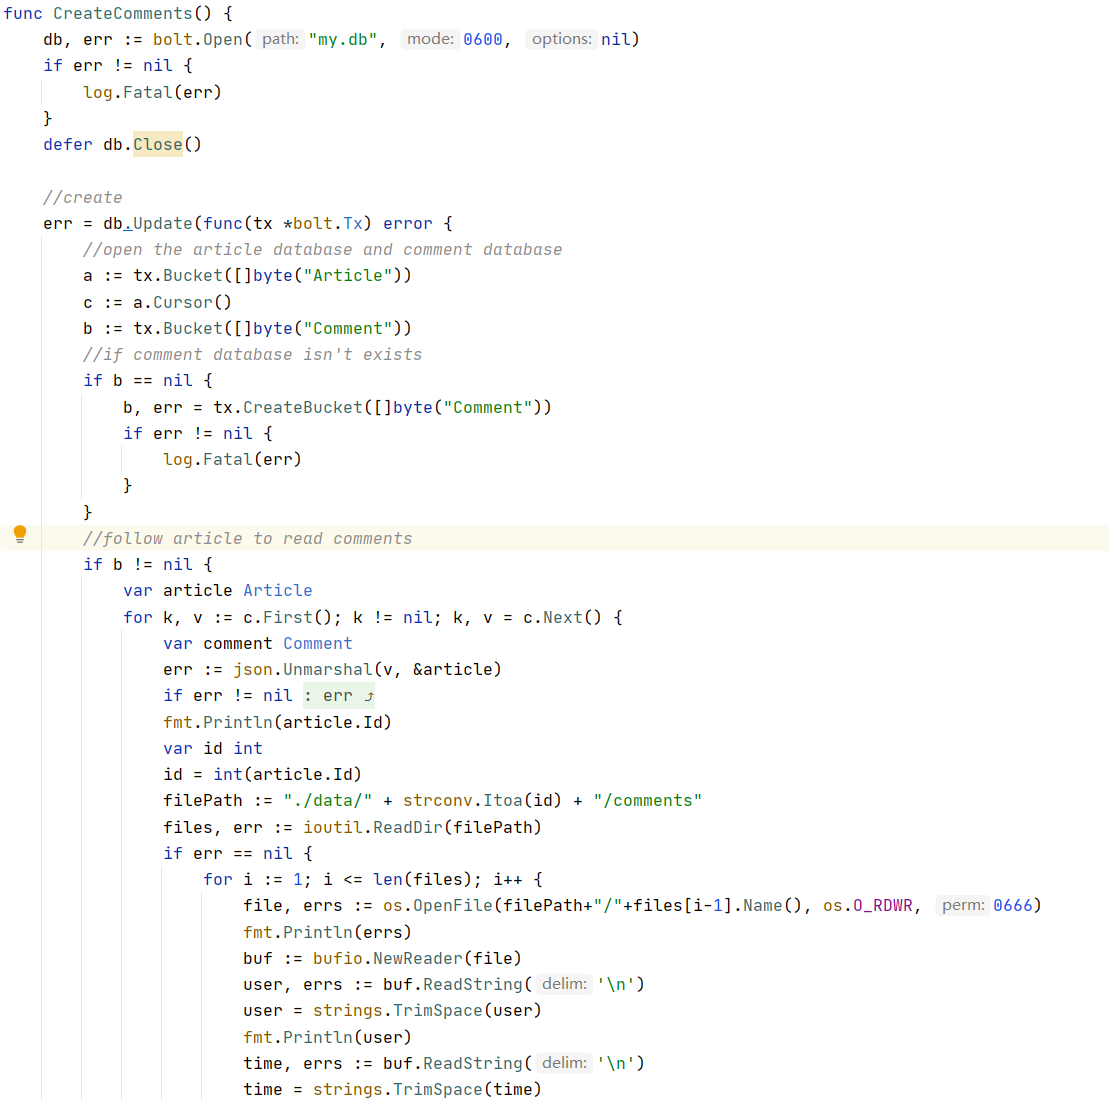 func CreateComments() {
    db, err := bolt.Open( path: "my.db", mode: 0600, options: nil)
    if err != nil {
        log.Fatal(err)
    }
    defer db.Close()

    //create
    err = db.Update(func(tx *bolt.Tx) error {
        //open the article database and comment database
        a := tx.Bucket([]byte("Article"))
        c := a.Cursor()
        b := tx.Bucket([]byte("Comment"))
        //if comment database isn't exists
        if b == nil {
            b, err = tx.CreateBucket([]byte("Comment"))
            if err != nil {
                log.Fatal(err)
            }
        }
        //follow article to read comments
        if b != nil {
            var article Article
            for k, v := c.First(); k != nil; k, v = c.Next() {
                var comment Comment
                err := json.Unmarshal(v, &article)
                if err != nil : err ⤴
                fmt.Println(article.Id)
                var id int
                id = int(article.Id)
                filePath := "./data/" + strconv.Itoa(id) + "/comments"
                files, err := ioutil.ReadDir(filePath)
                if err == nil {
                    for i := 1; i <= len(files); i++ {
                        file, errs := os.OpenFile(filePath+"/"+files[i-1].Name(), os.O_RDWR, perm: 0666)
                        fmt.Println(errs)
                        buf := bufio.NewReader(file)
                        user, errs := buf.ReadString( delim: '\n')
                        user = strings.TrimSpace(user)
                        fmt.Println(user)
                        time, errs := buf.ReadString( delim: '\n')
                        time = strings.TrimSpace(time)